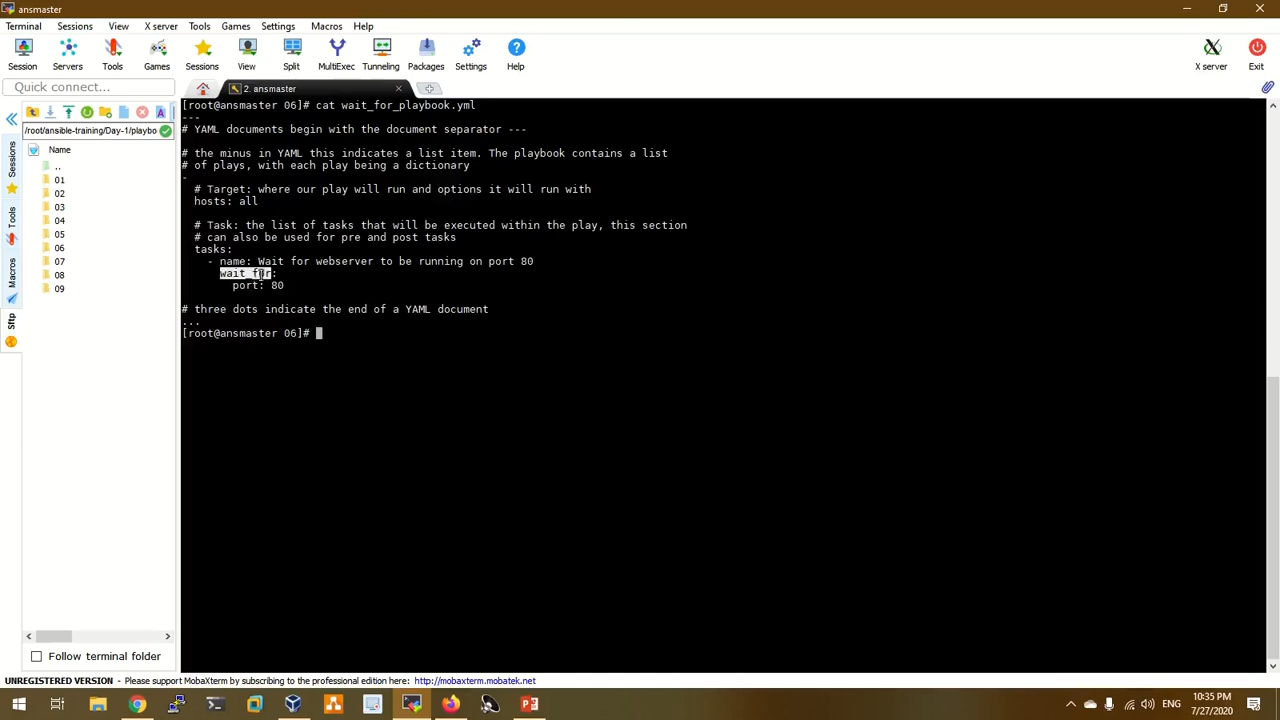 ansmaster
Terminal Sessions View X server Tools Games Settings Macros Help
Session Servers Tools Games Sessions View Split MultiExec Tunneling Packages Settings Help X server Exit
Quick connect...
2. ansmaster
/root/ansible-training/Day-1/playbo
Name
..
01
02
03
04
05
06
07
08
09
Sessions
Tools
Macros
Sftp
[root@ansmaster 06]# cat wait_for_playbook.yml
---
# YAML documents begin with the document separator ---
# the minus in YAML this indicates a list item. The playbook contains a list
# of plays, with each play being a dictionary
-
# Target: where our play will run and options it will run with
hosts: all
# Task: the list of tasks that will be executed within the play, this section
# can also be used for pre and post tasks
tasks:
- name: Wait for webserver to be running on port 80
wait_for:
port: 80
# three dots indicate the end of a YAML document
...
[root@ansmaster 06]#
Follow terminal folder
UNREGISTERED VERSION - Please support MobaXterm by subscribing to the professional edition here: http://mobaxterm.mobatek.net
ENG
10:35 PM
7/27/2020